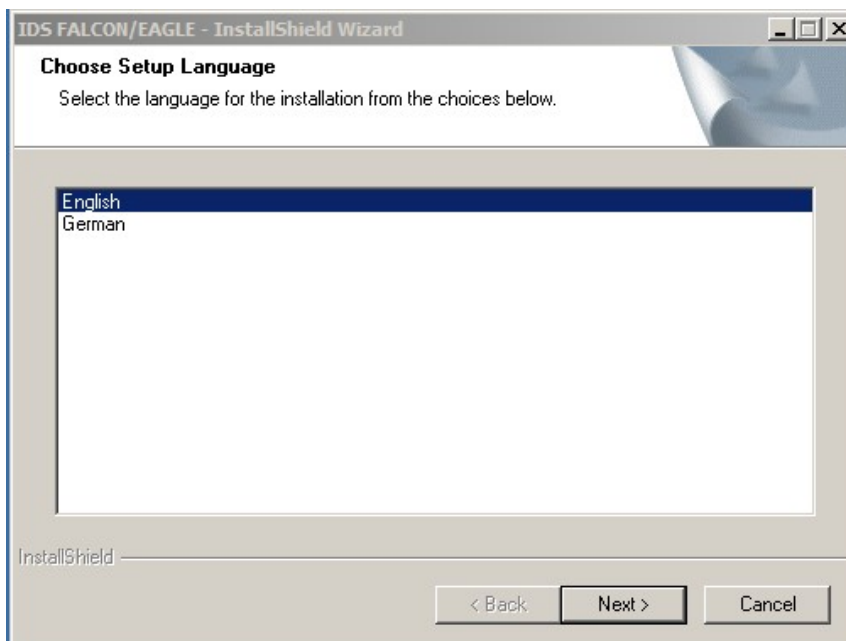 IDS FALCON/EAGLE - InstallShield Wizard
Choose Setup Language
Select the language for the installation from the choices below.
English
German
InstallShield
< Back
Next >
Cancel